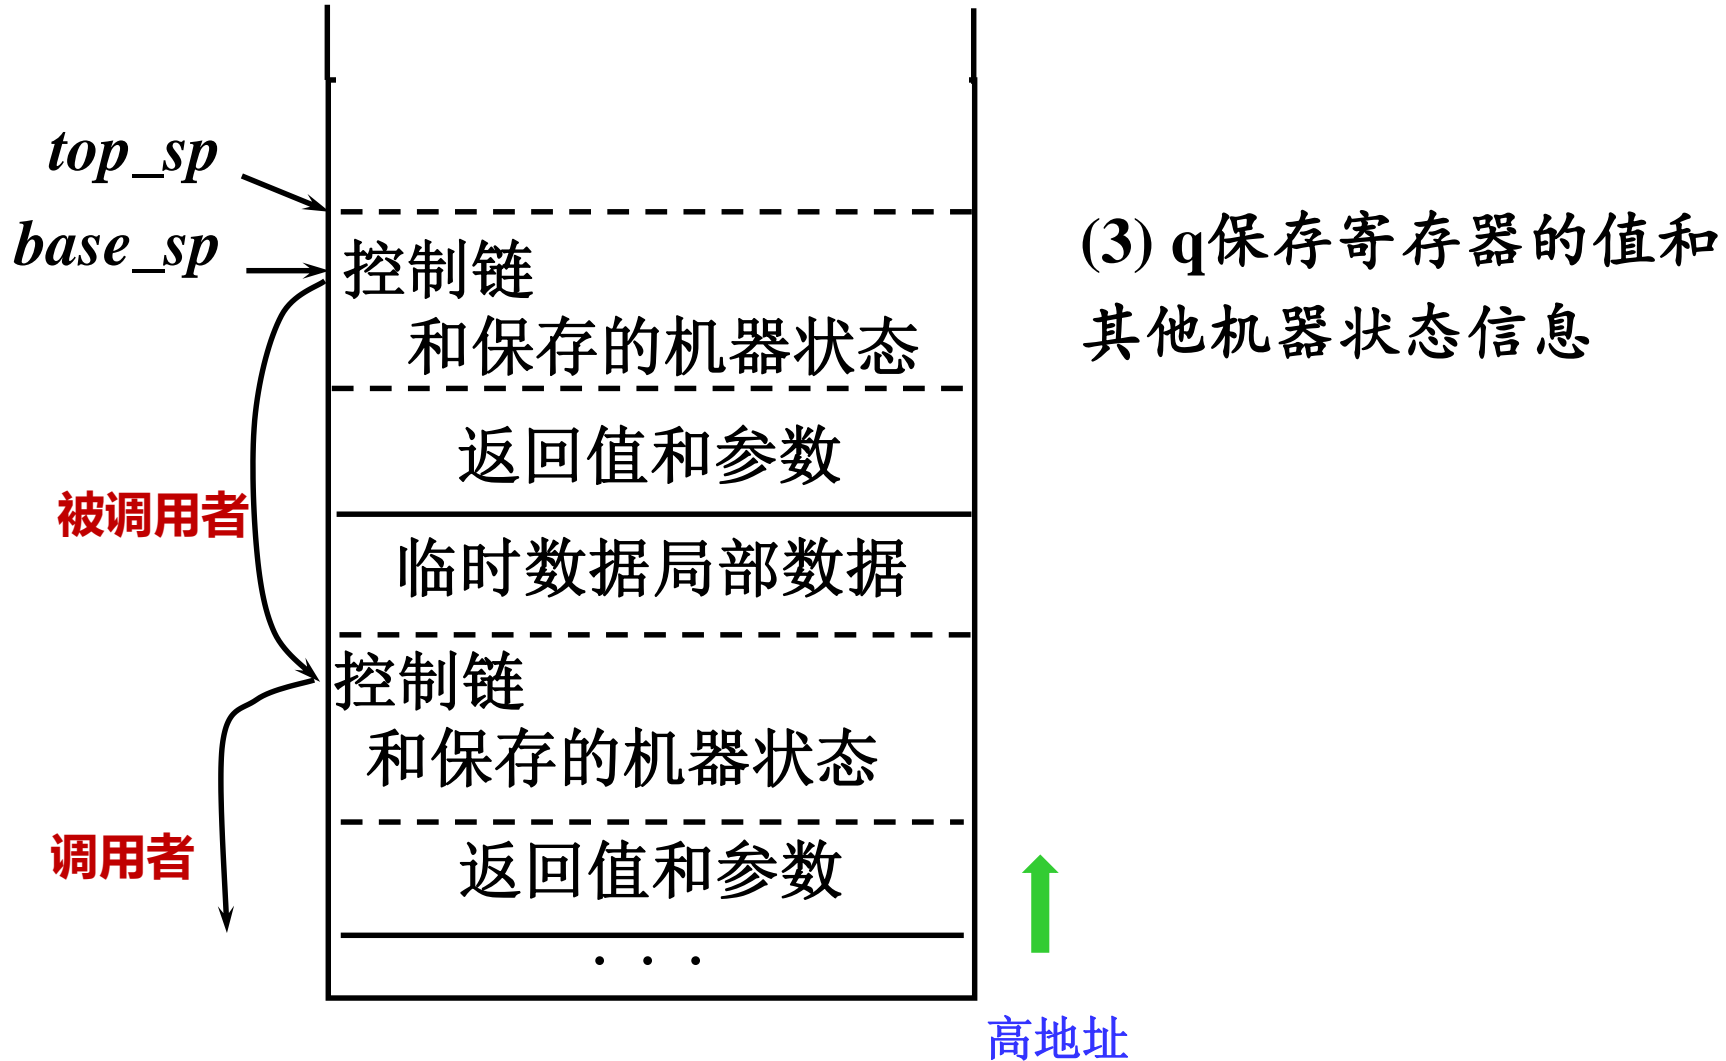 top_sp
base_sp
控制链
和保存的机器状态
(3) q保存寄存器的值和
其他机器状态信息
返回值和参数
被调用者
临时数据局部数据
控制链
和保存的机器状态
调用者
返回值和参数
. . .
高地址